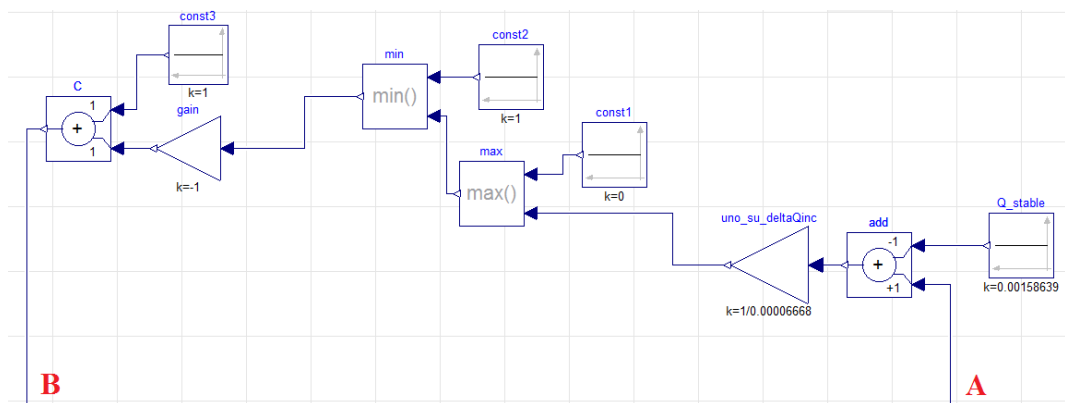 const3
k=1
C
1
+
1
gain
k=-1
min
min()
const2
k=1
max
max()
const1
k=0
uno_su_deltaQinc
k=1/0.00006668
add
-1
+
+1
Q_stable
k=0.00158639
B
A